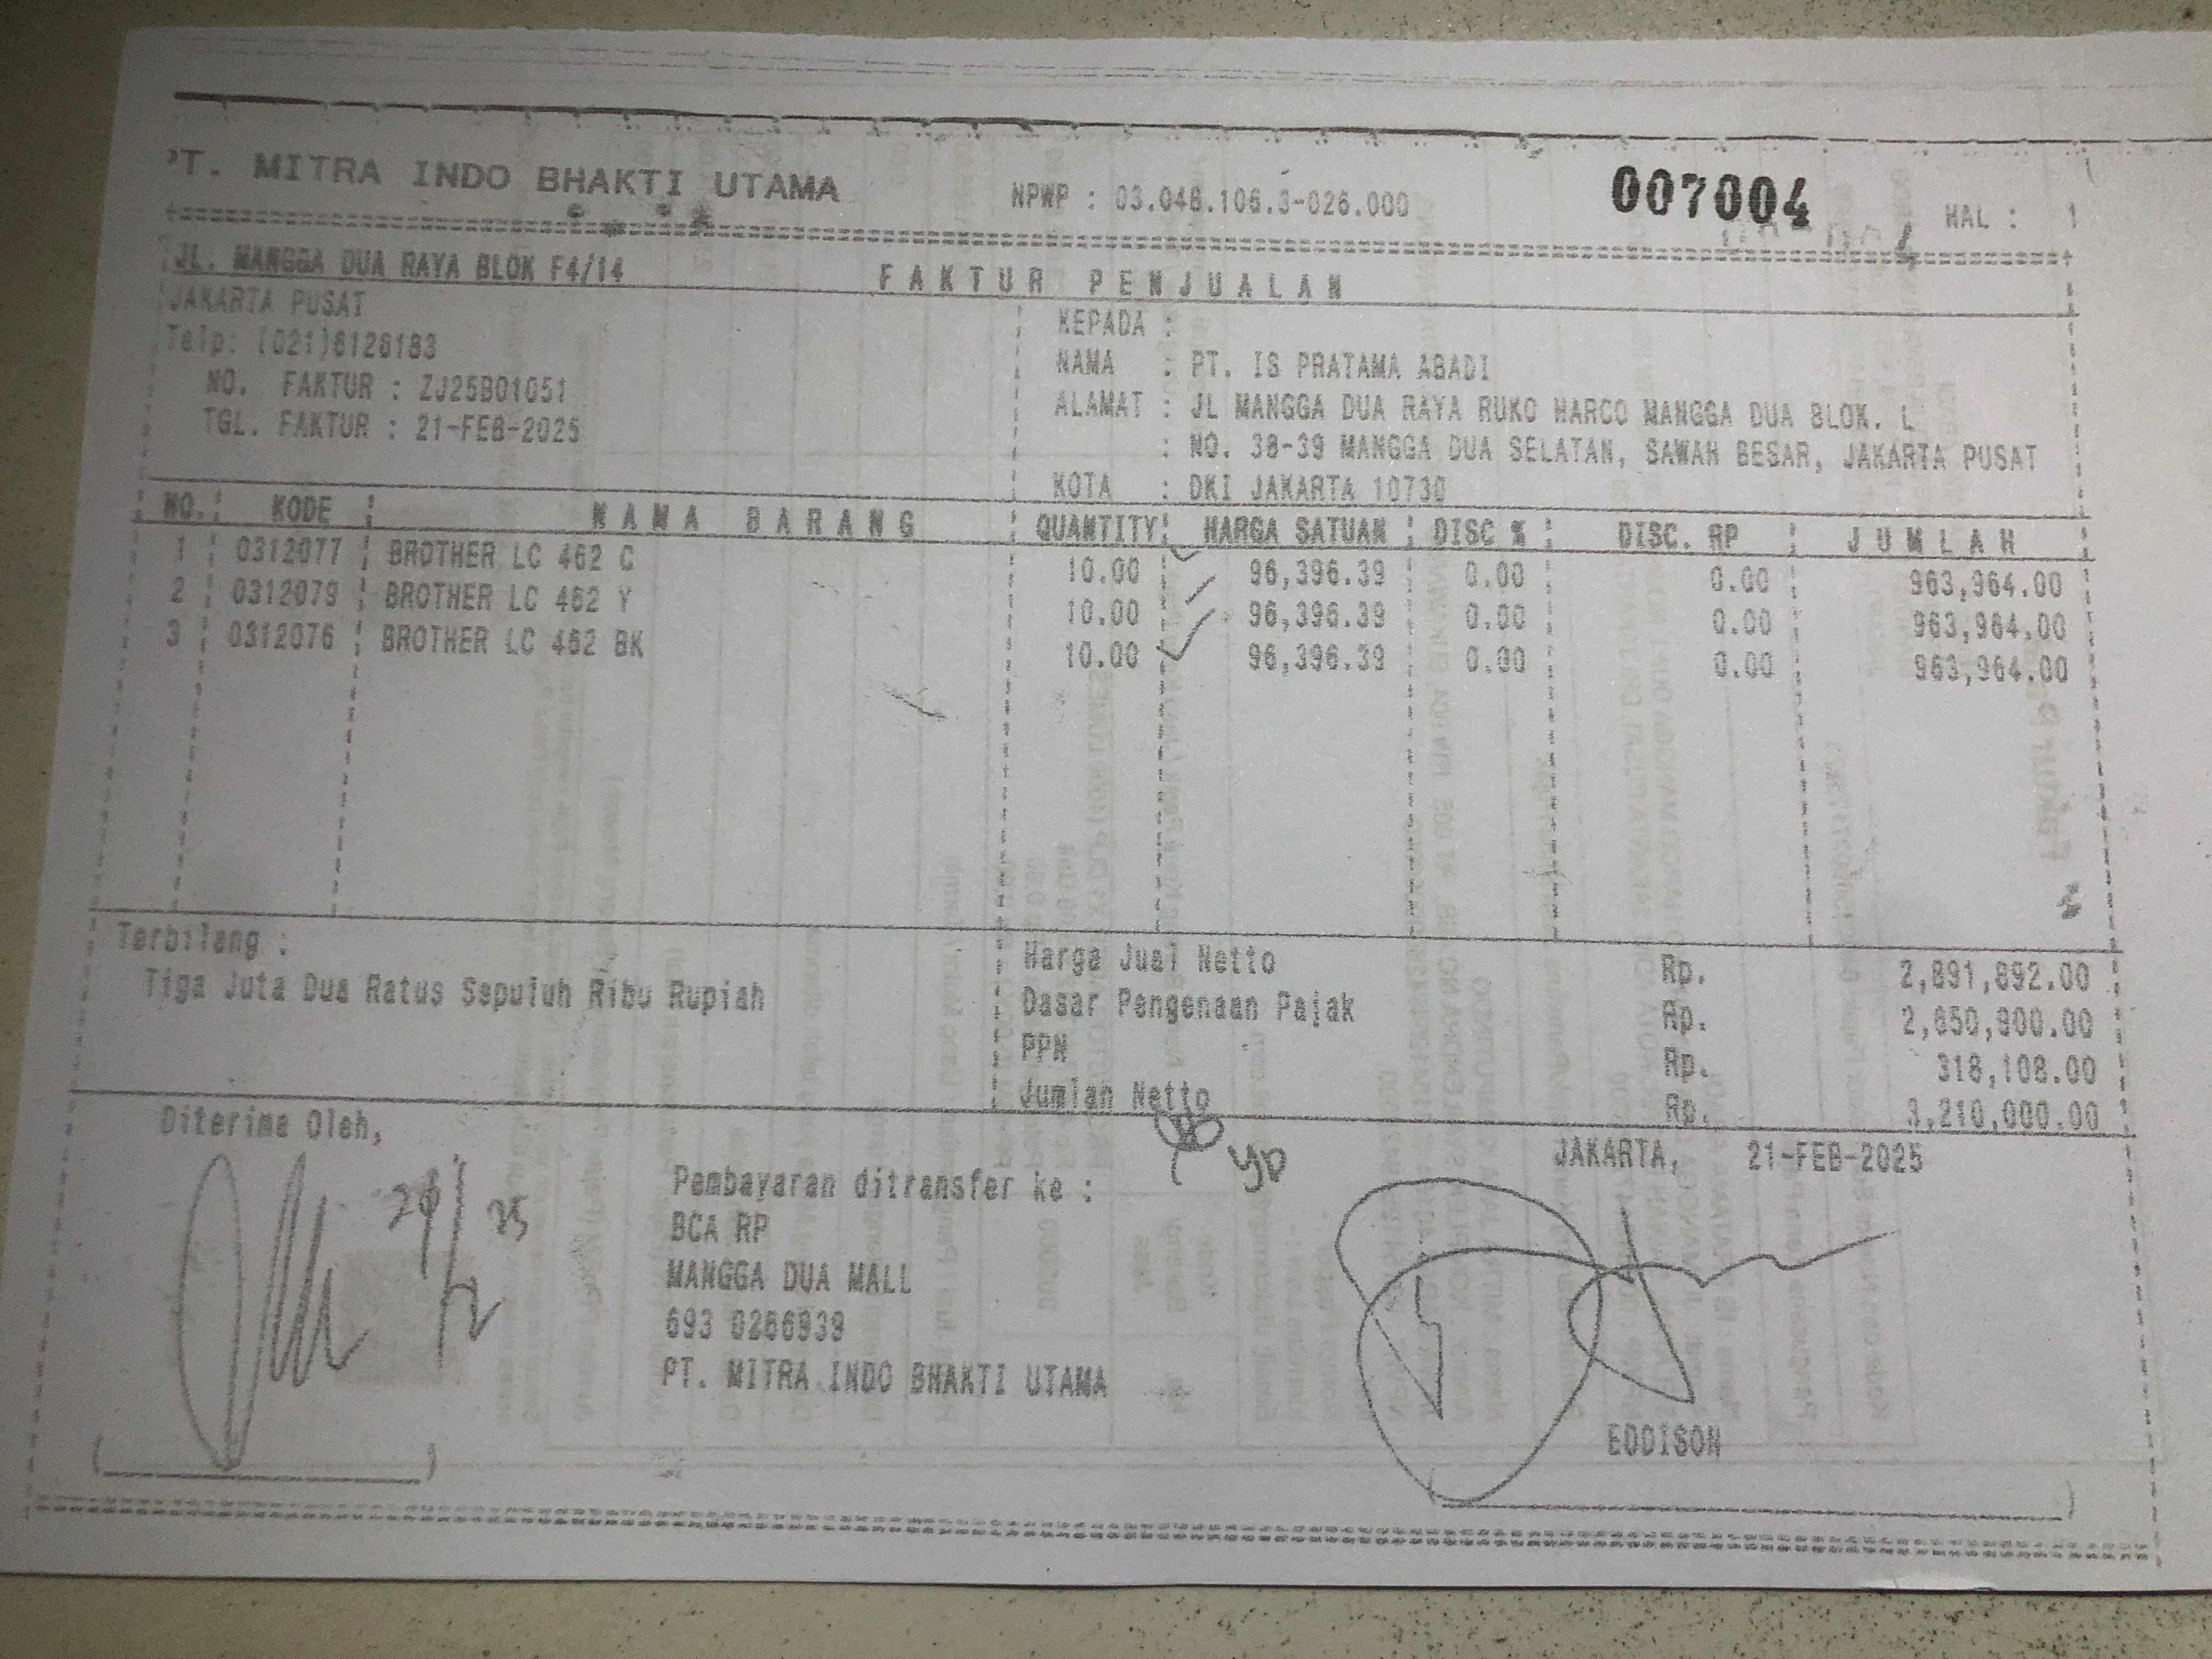 PT. MITRA INDO BHAKTI UTAMA NPWP : 03.048.106.3-026.000 007004 HAL : 1
JL. MANGGA DUA RAYA BLOK F4/14 FAKTUR PENJUALAN
JAKARTA PUSAT
Telp: (021)6126183
NO. FAKTUR : ZJ25B01051
TGL. FAKTUR : 21-FEB-2025
KEPADA :
NAMA : PT. IS PRATAMA ABADI
ALAMAT : JL MANGGA DUA RAYA RUKO HARCO MANGGA DUA BLOK. L
: NO. 38-39 MANGGA DUA SELATAN, SAWAH BESAR, JAKARTA PUSAT
KOTA : DKI JAKARTA 10730
NO. KODE NAMA BARANG QUANTITY HARGA SATUAN DISC % DISC. RP JUMLAH
1 0312077 BROTHER LC 462 C 10.00 96,396.39 0.00 0.00 963,964.00
2 0312079 BROTHER LC 462 Y 10.00 96,396.39 0.00 0.00 963,964.00
3 0312076 BROTHER LC 462 BK 10.00 96,396.39 0.00 0.00 963,964.00
Terbilang :
Tiga Juta Dua Ratus Sepuluh Ribu Rupiah
Harga Jual Netto Rp. 2,891,892.00
Dasar Pengenaan Pajak Rp. 2,650,900.00
PPN Rp. 318,108.00
Jumlah Netto Rp. 3,210,000.00
Diterima Oleh,
Pembayaran ditransfer ke :
BCA RP
MANGGA DUA MALL
693 0286939
PT. MITRA INDO BHAKTI UTAMA
JAKARTA, 21-FEB-2025
EDDISON